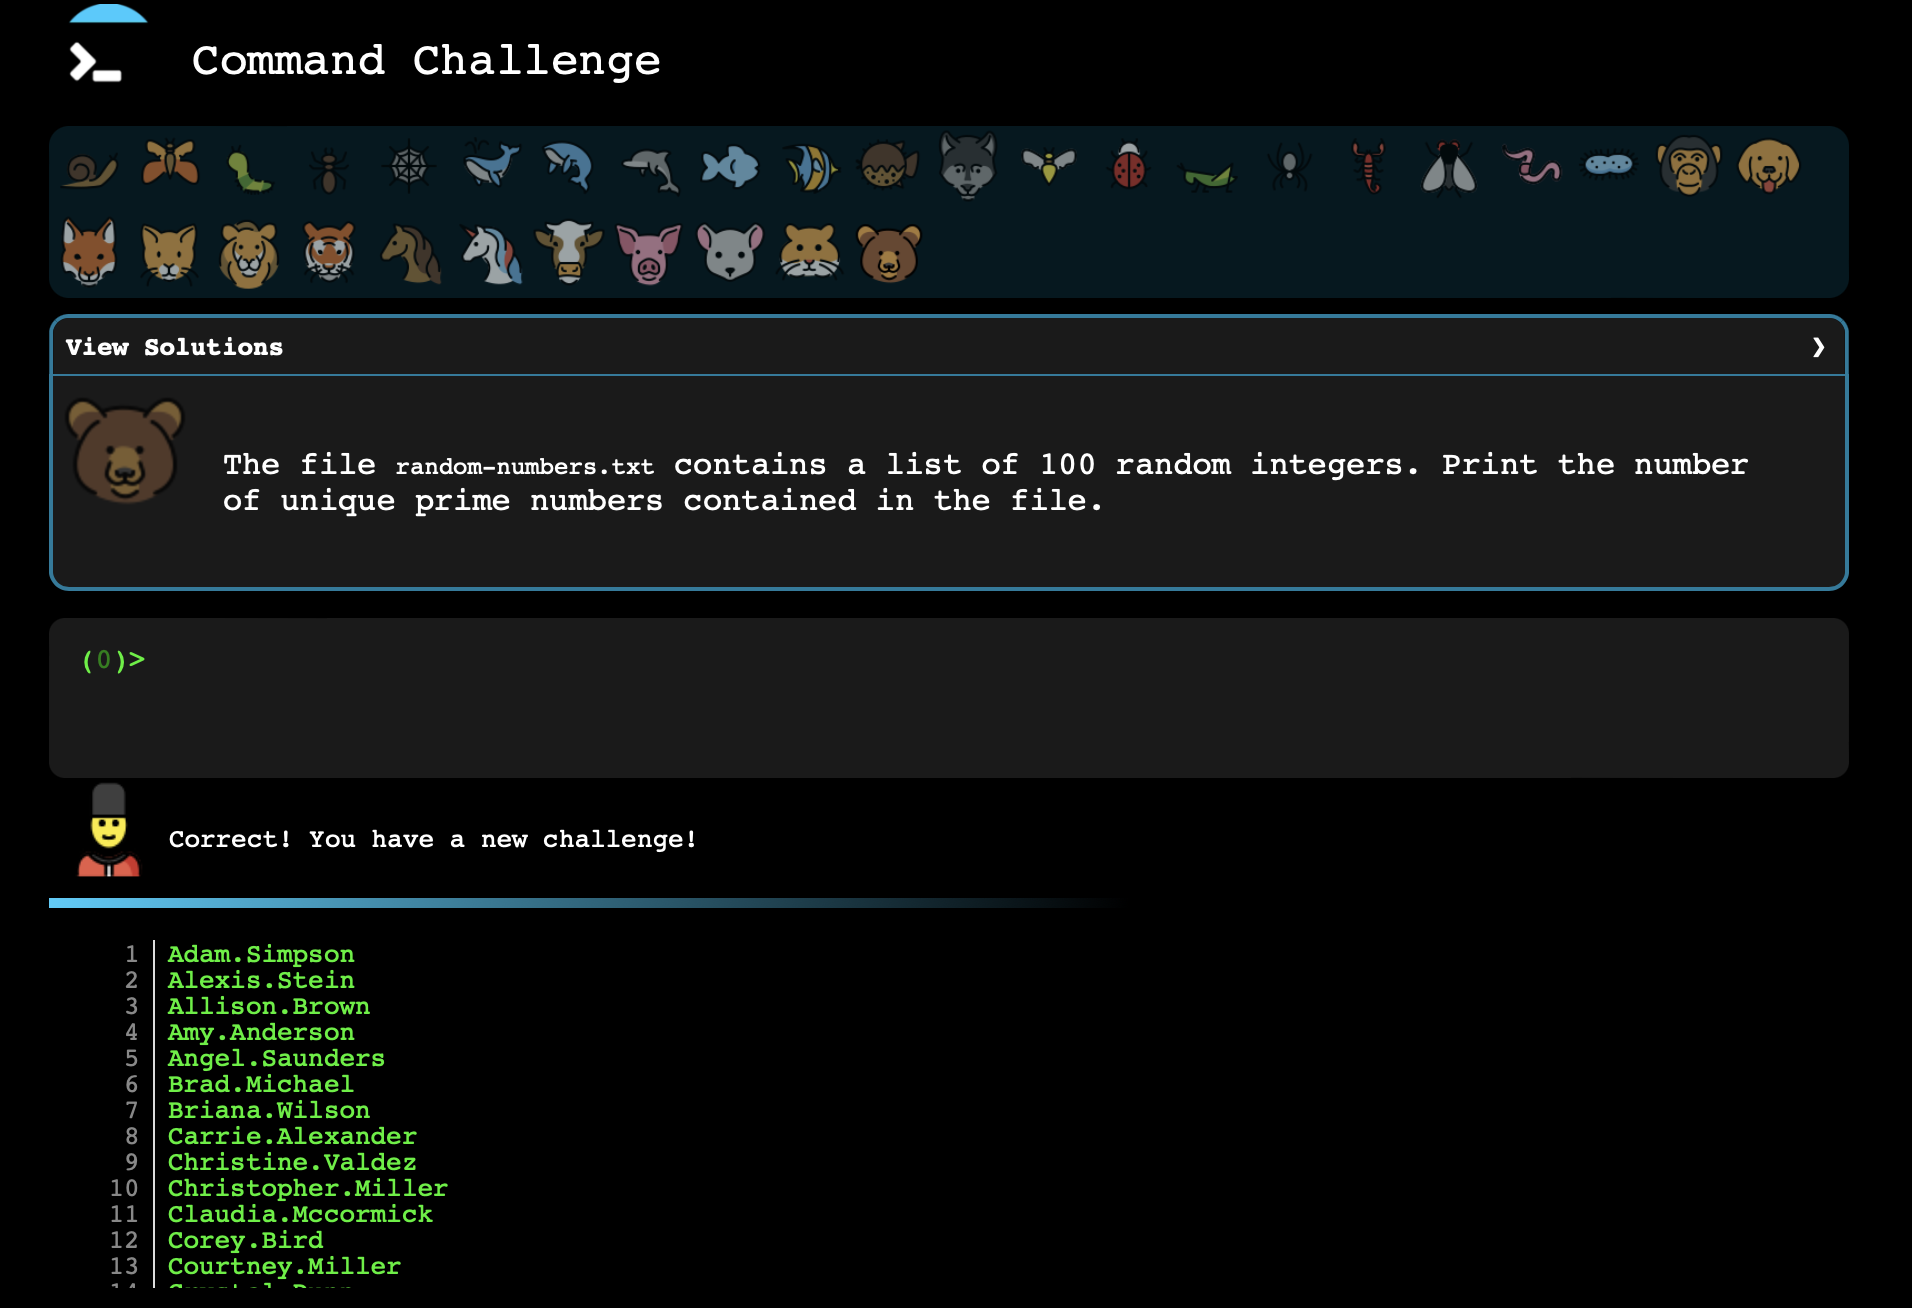 Command Challenge
View Solutions
The file random-numbers.txt contains a list of 100 random integers. Print the number
of unique prime numbers contained in the file.
(0)>
Correct! You have a new challenge!
1 Adam.Simpson
2 Alexis.Stein
3 Allison.Brown
4 Amy.Anderson
5 Angel.Saunders
6 Brad.Michael
7 Briana.Wilson
8 Carrie.Alexander
9 Christine.Valdez
10 Christopher.Miller
11 Claudia.Mccormick
12 Corey.Bird
13 Courtney.Miller
14